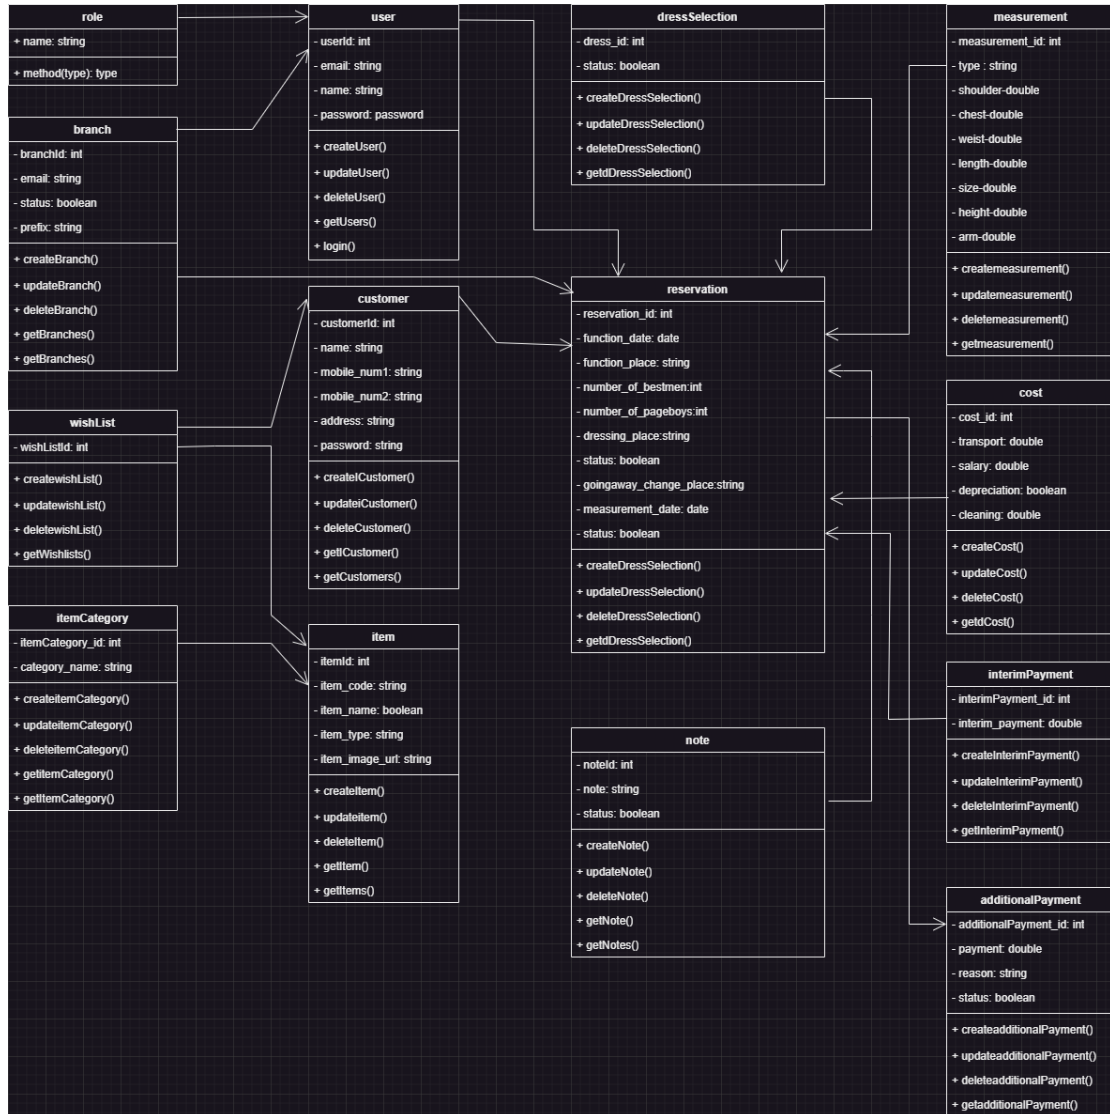 role
+ name: string
+ method(type): type
branch
- branchId: int
- email: string
- status: boolean
- prefix: string
+ createBranch()
+ updateBranch()
+ deleteBranch()
+ getBranches()
+ getBranches()
wishList
- wishListId: int
+ createwishList()
+ updatewishList()
+ deletewishList()
+ getWishlists()
itemCategory
- itemCategory_id: int
- category_name: string
+ createitemCategory()
+ updateitemCategory()
+ deleteitemCategory()
+ getitemCategory()
+ getItemCategory()
user
- userId: int
- email: string
- name: string
- password: password
+ createUser()
+ updateUser()
+ deleteUser()
+ getUsers()
+ login()
customer
- customerId: int
- name: string
- mobile_num1: string
- mobile_num2: string
- address: string
- password: string
+ createlCustomer()
+ updateiCustomer()
+ deleteCustomer()
+ getlCustomer()
+ getCustomers()
item
- itemId: int
- item_code: string
- item_name: boolean
- item_type: string
- item_image_url: string
+ createItem()
+ updateitem()
+ deleteItem()
+ getItem()
+ getItems()
dressSelection
- dress_id: int
- status: boolean
+ createDressSelection()
+ updateDressSelection()
+ deleteDressSelection()
+ getdDressSelection()
reservation
- reservation_id: int
- function_date: date
- function_place: string
- number_of_bestmen:int
- number_of_pageboys:int
- dressing_place:string
- status: boolean
- goingaway_change_place:string
- measurement_date: date
- status: boolean
+ createDressSelection()
+ updateDressSelection()
+ deleteDressSelection()
+ getdDressSelection()
note
- noteId: int
- note: string
- status: boolean
+ createNote()
+ updateNote()
+ deleteNote()
+ getNote()
+ getNotes()
measurement
- measurement_id: int
- type : string
- shoulder-double
- chest-double
- weist-double
- length-double
- size-double
- height-double
- arm-double
+ createmeasurement()
+ updatemeasurement()
+ deletemeasurement()
+ getmeasurement()
cost
- cost_id: int
- transport: double
- salary: double
- depreciation: boolean
- cleaning: double
+ createCost()
+ updateCost()
+ deleteCost()
+ getdCost()
interimPayment
- interimPayment_id: int
- interim_payment: double
+ createInterimPayment()
+ updateInterimPayment()
+ deleteInterimPayment()
+ getInterimPayment()
additionalPayment
- additionalPayment_id: int
- payment: double
- reason: string
- status: boolean
+ createadditionalPayment()
+ updateadditionalPayment()
+ deleteadditionalPayment()
+ getadditionalPayment()